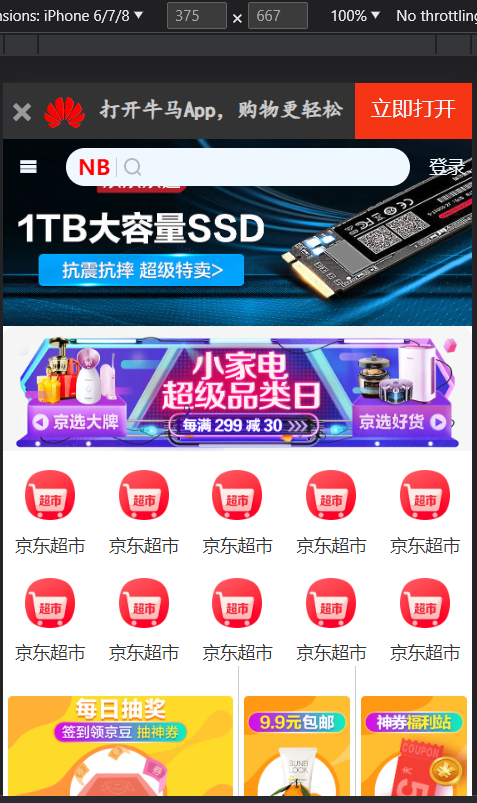 nsions: iPhone 6/7/8 ▼ 375 × 667 100% ▼ No throttling
打开牛马App，购物更轻松 立即打开
NB 登录
1TB大容量SSD
抗震抗摔 超级特卖>
小家电
超级品类日
京选大牌 每满 299 减 30 京选好货
超市 超市 超市 超市 超市
京东超市 京东超市 京东超市 京东超市 京东超市
超市 超市 超市 超市 超市
京东超市 京东超市 京东超市 京东超市 京东超市
每日抽奖
签到领京豆 抽神券 9.9元包邮 神券福利站
SUNB
LOCK
COUPON